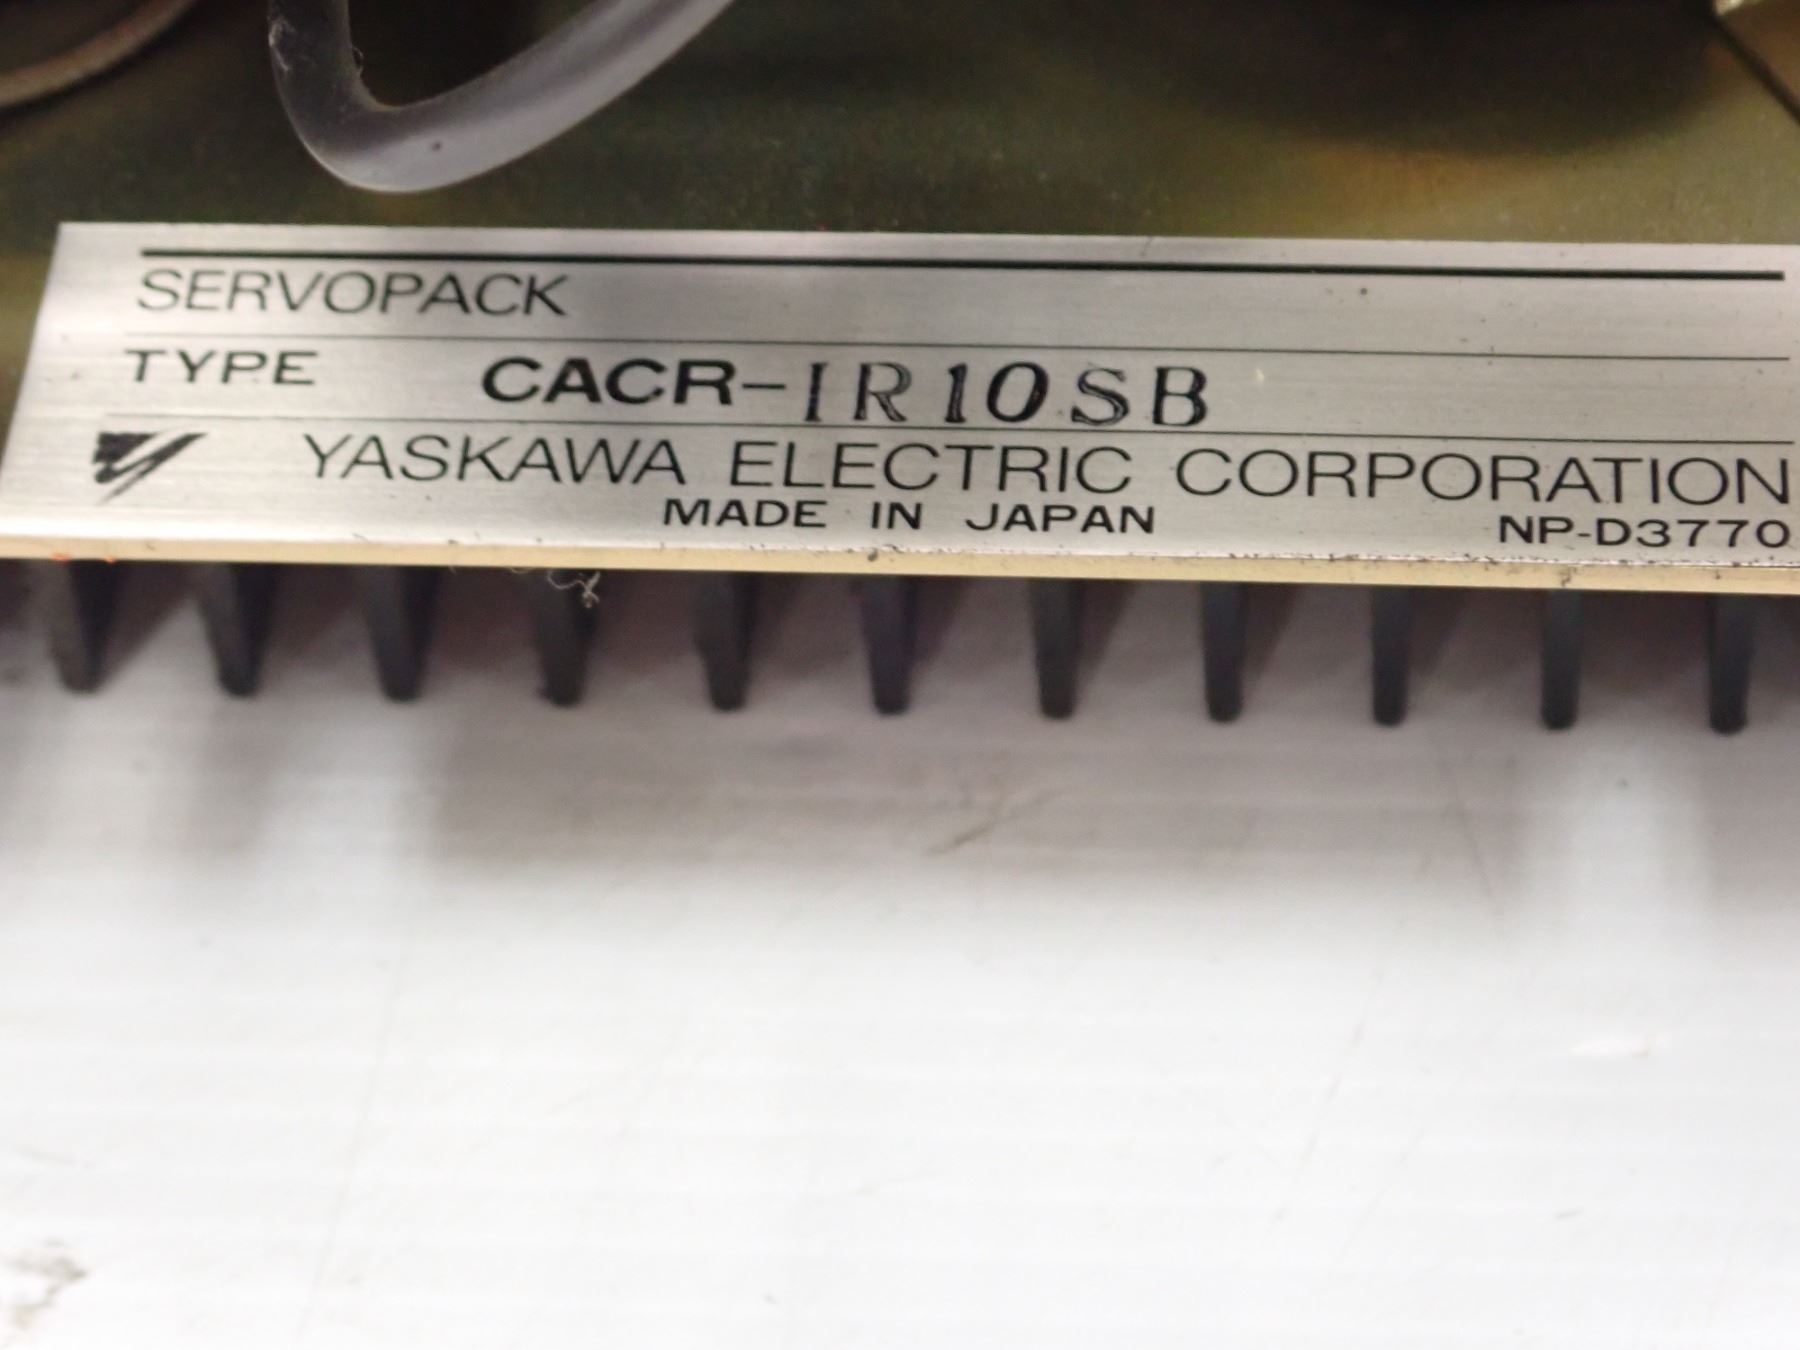 SERVOPACK
TYPE CACR-IR10SB
YASKAWA ELECTRIC CORPORATION
MADE IN JAPAN NP-D3770